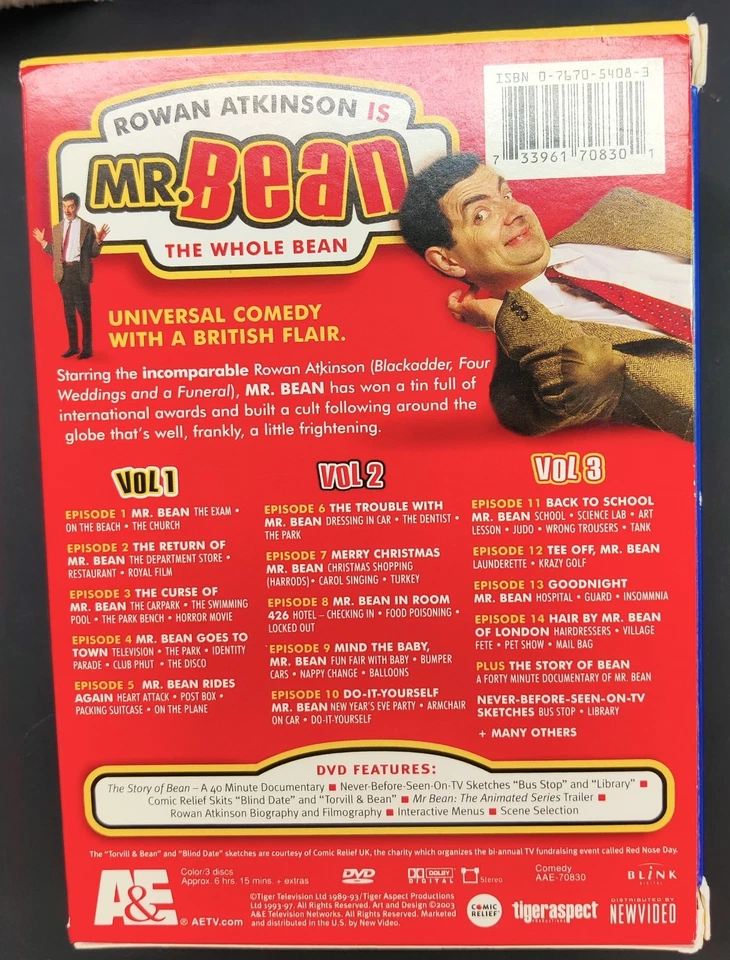 ISBN 0-7670-5408-3
7 33961 70830 1
ROWAN ATKINSON IS
MR. Bean
THE WHOLE BEAN
UNIVERSAL COMEDY
WITH A BRITISH FLAIR.
Starring the incomparable Rowan Atkinson (Blackadder, Four
Weddings and a Funeral), MR. BEAN has won a tin full of
international awards and built a cult following around the
globe that's well, frankly, a little frightening.
VOL 1
EPISODE 1 MR. BEAN THE EXAM •
ON THE BEACH • THE CHURCH
EPISODE 2 THE RETURN OF
MR. BEAN THE DEPARTMENT STORE •
RESTAURANT • ROYAL FILM
EPISODE 3 THE CURSE OF
MR. BEAN THE CARPARK • THE SWIMMING
POOL • THE PARK BENCH • HORROR MOVIE
EPISODE 4 MR. BEAN GOES TO
TOWN TELEVISION • THE PARK • IDENTITY
PARADE • CLUB PHUT • THE DISCO
EPISODE 5 MR. BEAN RIDES
AGAIN HEART ATTACK • POST BOX •
PACKING SUITCASE • ON THE PLANE
VOL 2
EPISODE 6 THE TROUBLE WITH
MR. BEAN DRESSING IN CAR • THE DENTIST •
THE PARK
EPISODE 7 MERRY CHRISTMAS
MR. BEAN CHRISTMAS SHOPPING
(HARRODS) • CAROL SINGING • TURKEY
EPISODE 8 MR. BEAN IN ROOM
426 HOTEL – CHECKING IN • FOOD POISONING •
LOCKED OUT
EPISODE 9 MIND THE BABY,
MR. BEAN FUN FAIR WITH BABY • BUMPER
CARS • NAPPY CHANGE • BALLOONS
EPISODE 10 DO-IT-YOURSELF
MR. BEAN NEW YEAR'S EVE PARTY • ARMCHAIR
ON CAR • DO-IT-YOURSELF
VOL 3
EPISODE 11 BACK TO SCHOOL
MR. BEAN SCHOOL • SCIENCE LAB • ART
LESSON • JUDO • WRONG TROUSERS • TANK
EPISODE 12 TEE OFF, MR. BEAN
LAUNDERETTE • KRAZY GOLF
EPISODE 13 GOODNIGHT
MR. BEAN HOSPITAL • GUARD • INSOMNNIA
EPISODE 14 HAIR BY MR. BEAN
OF LONDON HAIRDRESSERS • VILLAGE
FETE • PET SHOW • MAIL BAG
PLUS THE STORY OF BEAN
A FORTY MINUTE DOCUMENTARY OF MR. BEAN
NEVER-BEFORE-SEEN-ON-TV
SKETCHES BUS STOP • LIBRARY
+ MANY OTHERS
DVD FEATURES:
The Story of Bean – A 40 Minute Documentary ■ Never-Before-Seen-On-TV Sketches "Bus Stop" and "Library" ■
Comic Relief Skits "Blind Date" and "Torvill & Bean" ■ Mr Bean: The Animated Series Trailer ■
Rowan Atkinson Biography and Filmography ■ Interactive Menus ■ Scene Selection
The "Torvill & Bean" and "Blind Date" sketches are courtesy of Comic Relief UK, the charity which organizes the bi-annual TV fundraising event called Red Nose Day.
A&E
® AETV.com
Color/3 discs
Approx. 6 hrs. 15 mins. + extras
DVD
VIDEO
DOLBY
DIGITAL
Stereo
Comedy
AAE-70830
BLINK
DIGITAL
©Tiger Television Ltd 1989-93/Tiger Aspect Productions
Ltd 1993-97. All Rights Reserved. Art and Design ©2003
A&E Television Networks. All Rights Reserved. Marketed
and distributed in the U.S. by New Video.
COMIC
RELIEF
tigeraspect
PRODUCTIONS
DISTRIBUTED BY
NEWVIDEO